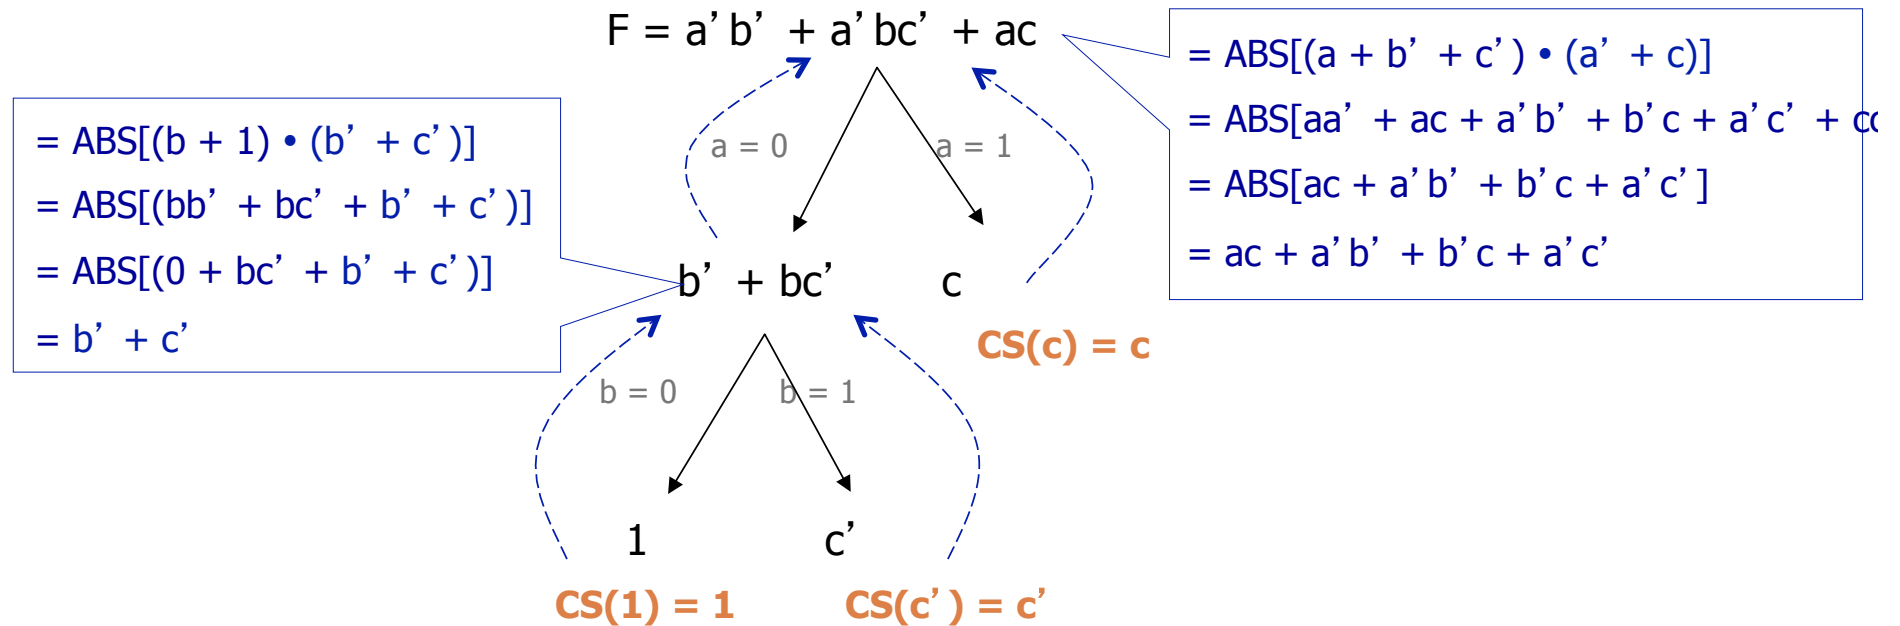 F = a’b’ + a’bc’ + ac
= ABS[(a + b’ + c’) • (a’ + c)]
= ABS[aa’ + ac + a’b’ + b’c + a’c’ + cc
= ABS[ac + a’b’ + b’c + a’c’]
= ac + a’b’ + b’c + a’c’
= ABS[(b + 1) • (b’ + c’)]
= ABS[(bb’ + bc’ + b’ + c’)]
= ABS[(0 + bc’ + b’ + c’)]
= b’ + c’
a = 0
a = 1
b’ + bc’
c
CS(c) = c
b = 0
b = 1
1
c’
CS(1) = 1
CS(c’) = c’